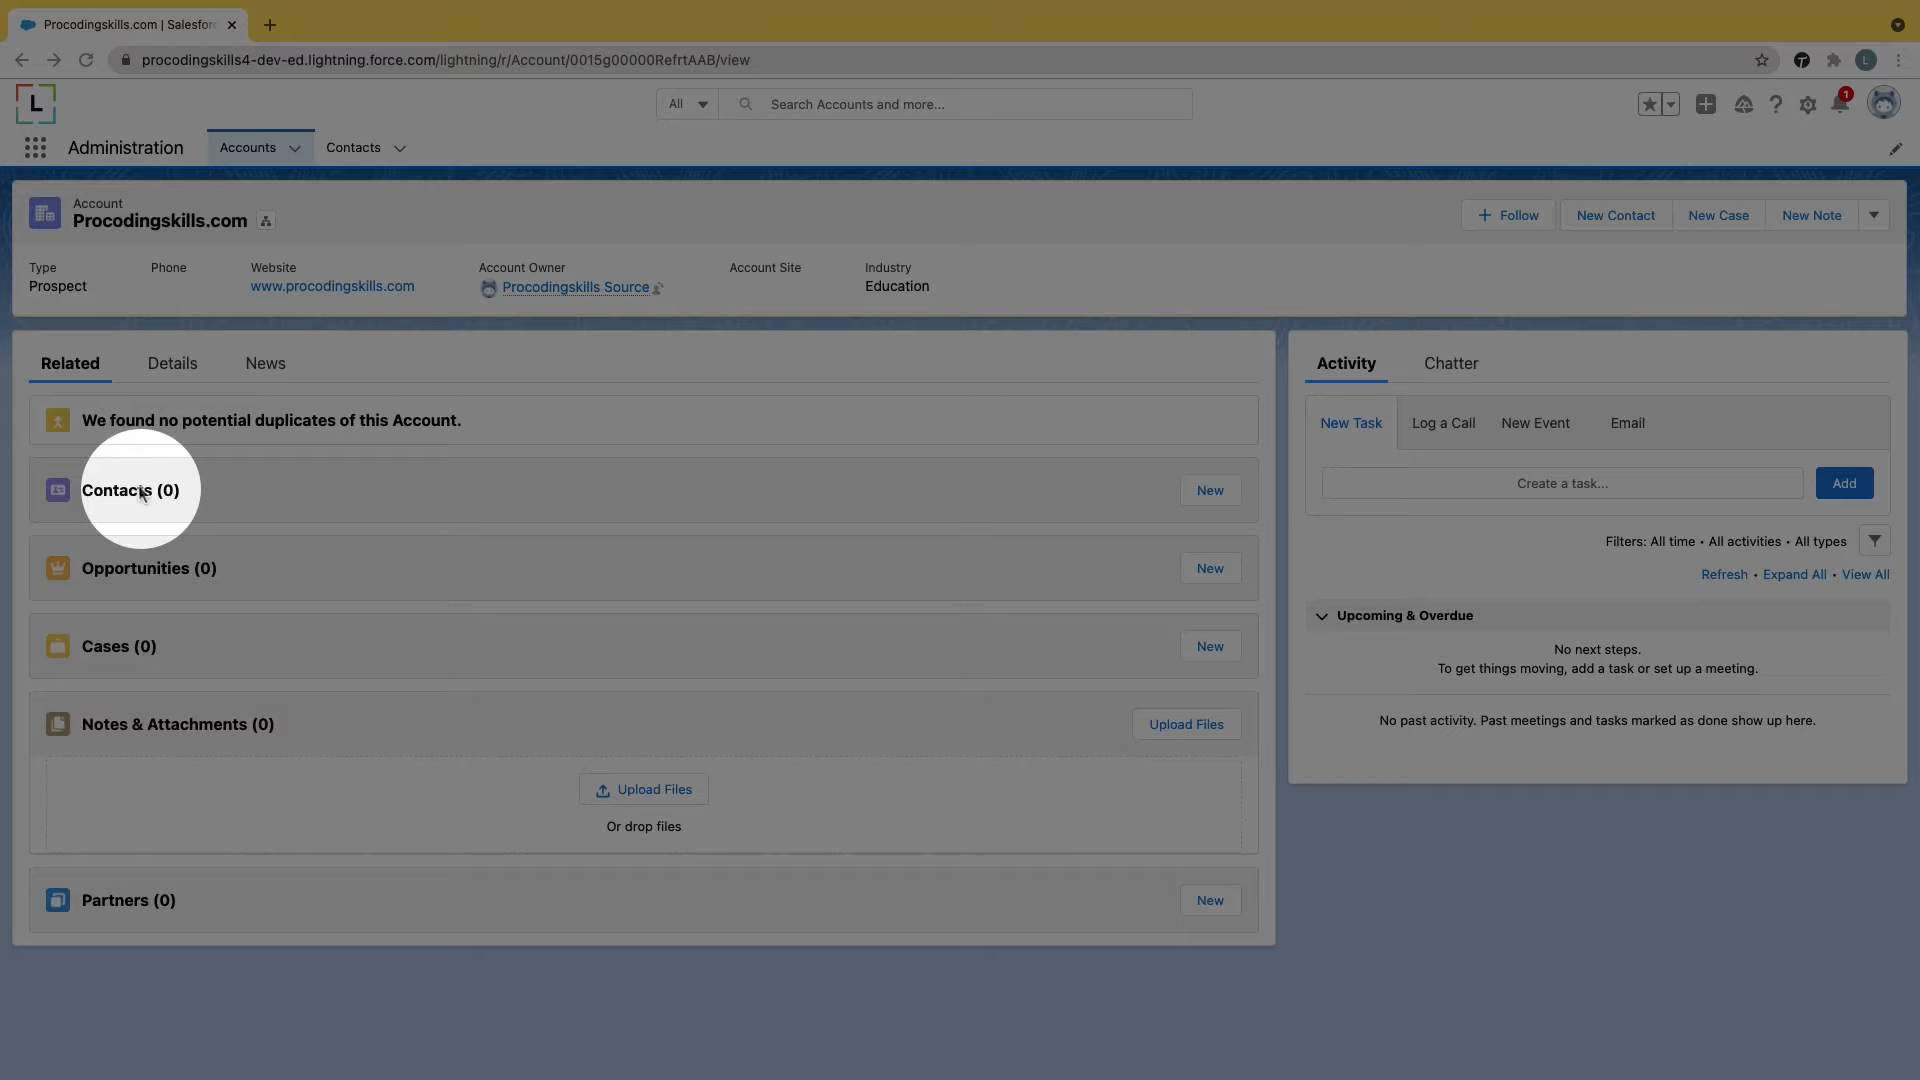 Procodingskills.com | Salesfor
procodingskills4-dev-ed.lightning.force.com/lightning/r/Account/0015g00000RefrtAAB/view
L
L
All
Search Accounts and more...
1
Administration
Accounts
Contacts
Account
Procodingskills.com
Follow
New Contact
New Case
New Note
Type
Phone
Website
Account Owner
Account Site
Industry
Prospect
www.procodingskills.com
Procodingskills Source
Education
Related
Details
News
We found no potential duplicates of this Account.
Contacts (0)
New
Opportunities (0)
New
Cases (0)
New
Notes & Attachments (0)
Upload Files
Upload Files
Or drop files
Partners (0)
New
Activity
Chatter
New Task
Log a Call
New Event
Email
Create a task...
Add
Filters: All time • All activities • All types
Refresh • Expand All • View All
Upcoming & Overdue
No next steps.
To get things moving, add a task or set up a meeting.
No past activity. Past meetings and tasks marked as done show up here.